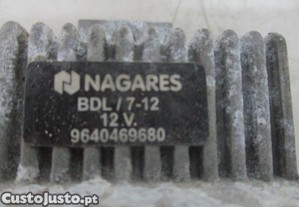 NAGARES
BDL / 7-12
12 V.
9640469680
CustoJusto.pt